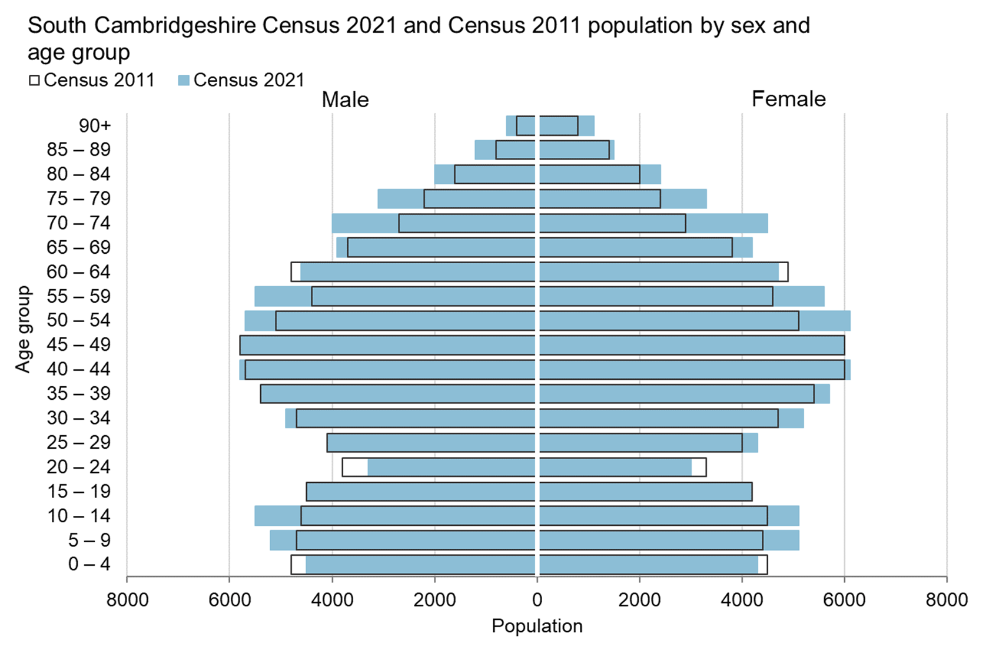 South Cambridgeshire Census 2021 and Census 2011 population by sex and
age group
Census 2011 Census 2021
Male Female
90+
85 – 89
80 – 84
75 – 79
70 – 74
65 – 69
60 – 64
55 – 59
50 – 54
45 – 49
40 – 44
35 – 39
30 – 34
25 – 29
20 – 24
15 – 19
10 – 14
5 – 9
0 – 4
Age group
8000 6000 4000 2000 0 2000 4000 6000 8000
Population